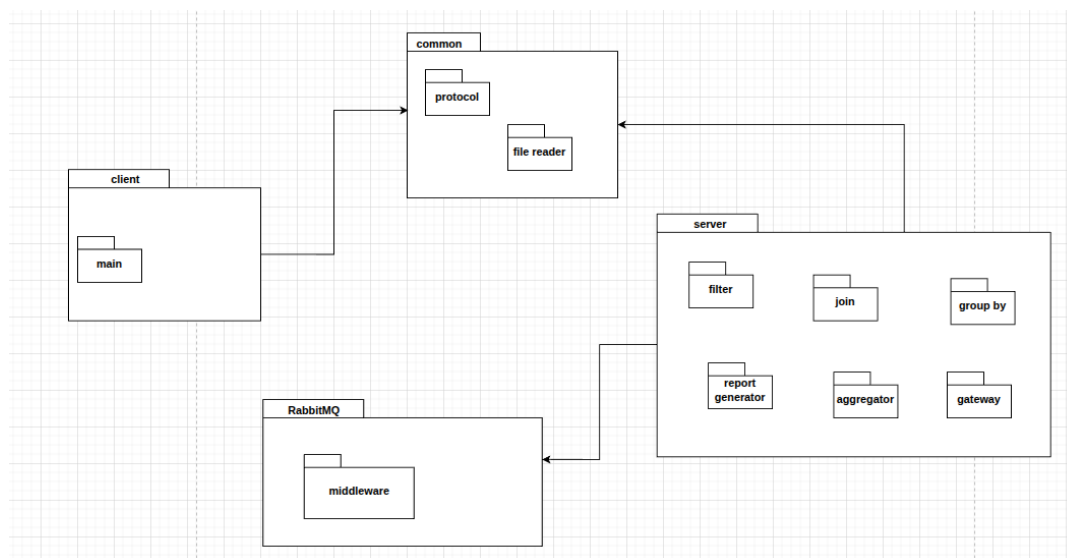 common
protocol
file reader
client
main
server
filter
join
group by
report
generator
aggregator
gateway
RabbitMQ
middleware